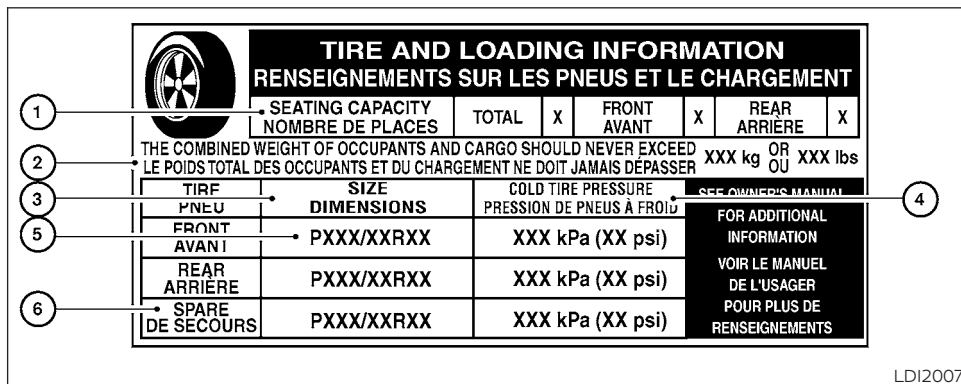 TIRE AND LOADING INFORMATION
RENSEIGNEMENTS SUR LES PNEUS ET LE CHARGEMENT
1
SEATING CAPACITY
NOMBRE DE PLACES
TOTAL
X
FRONT
AVANT
X
REAR
ARRIÈRE
X
2
THE COMBINED WEIGHT OF OCCUPANTS AND CARGO SHOULD NEVER EXCEED
LE POIDS TOTAL DES OCCUPANTS ET DU CHARGEMENT NE DOIT JAMAIS DÉPASSER
XXX kg OR XXX lbs
OU
3
TIRE
PNEU
SIZE
DIMENSIONS
COLD TIRE PRESSURE
PRESSION DE PNEUS À FROID
4
5
FRONT
AVANT
PXXX/XXRXX
XXX kPa (XX psi)
REAR
ARRIÈRE
PXXX/XXRXX
XXX kPa (XX psi)
6
SPARE
DE SECOURS
PXXX/XXRXX
XXX kPa (XX psi)
SEE OWNER'S MANUAL
FOR ADDITIONAL
INFORMATION
VOIR LE MANUEL
DE L'USAGER
POUR PLUS DE
RENSEIGNEMENTS
LDI2007